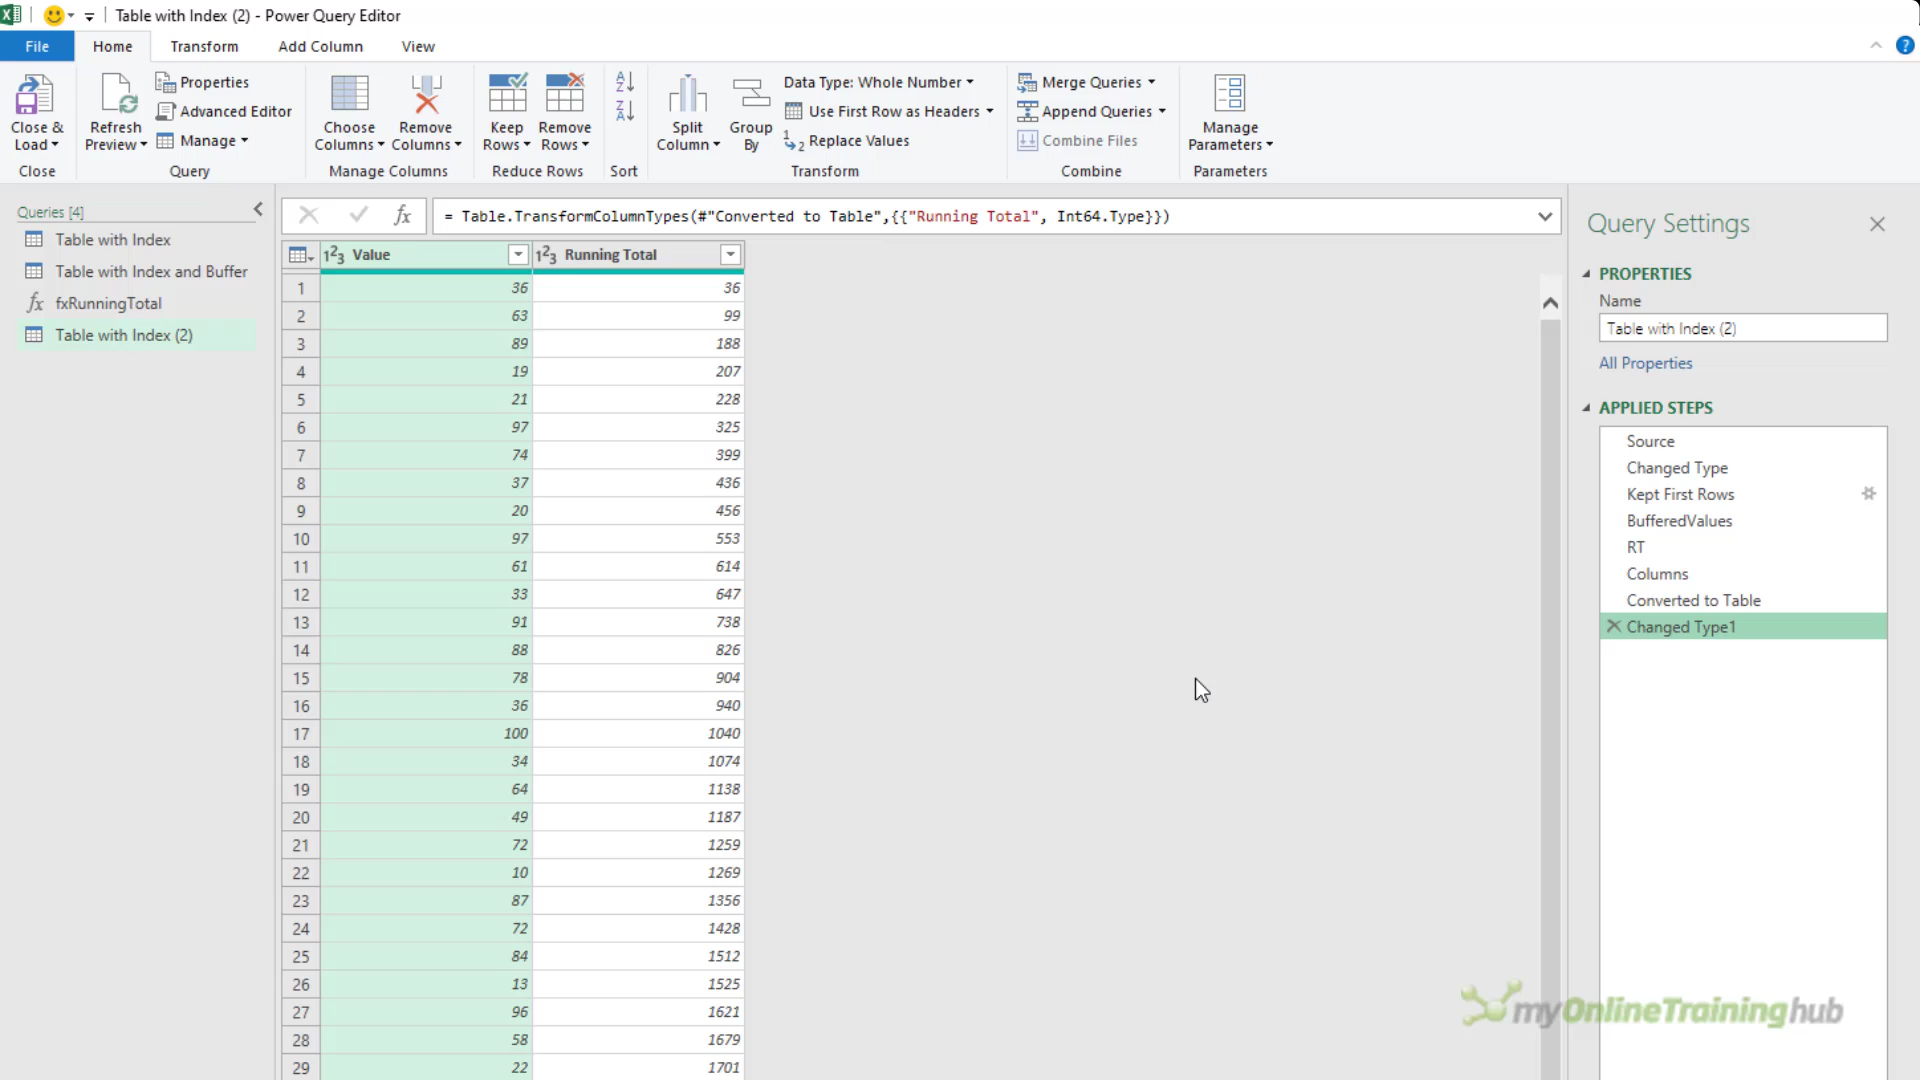 Table with Index (2) - Power Query Editor
File Home Transform Add Column View
Close & Load
Close
Refresh Preview
Properties
Advanced Editor
Manage
Query
Choose Columns
Remove Columns
Manage Columns
Keep Rows
Remove Rows
Reduce Rows
Sort
Split Column
Group By
Data Type: Whole Number
Use First Row as Headers
Replace Values
Transform
Merge Queries
Append Queries
Combine Files
Combine
Manage Parameters
Parameters
Queries [4]
Table with Index
Table with Index and Buffer
fx fxRunningTotal
Table with Index (2)
fx = Table.TransformColumnTypes(#"Converted to Table",{{"Running Total", Int64.Type}})
Value Running Total
1 36 36
2 63 99
3 89 188
4 19 207
5 21 228
6 97 325
7 74 399
8 37 436
9 20 456
10 97 553
11 61 614
12 33 647
13 91 738
14 88 826
15 78 904
16 36 940
17 100 1040
18 34 1074
19 64 1138
20 49 1187
21 72 1259
22 10 1269
23 87 1356
24 72 1428
25 84 1512
26 13 1525
27 96 1621
28 58 1679
29 22 1701
Query Settings
PROPERTIES
Name
Table with Index (2)
All Properties
APPLIED STEPS
Source
Changed Type
Kept First Rows
BufferedValues
RT
Columns
Converted to Table
Changed Type1
myOnlineTraininghub